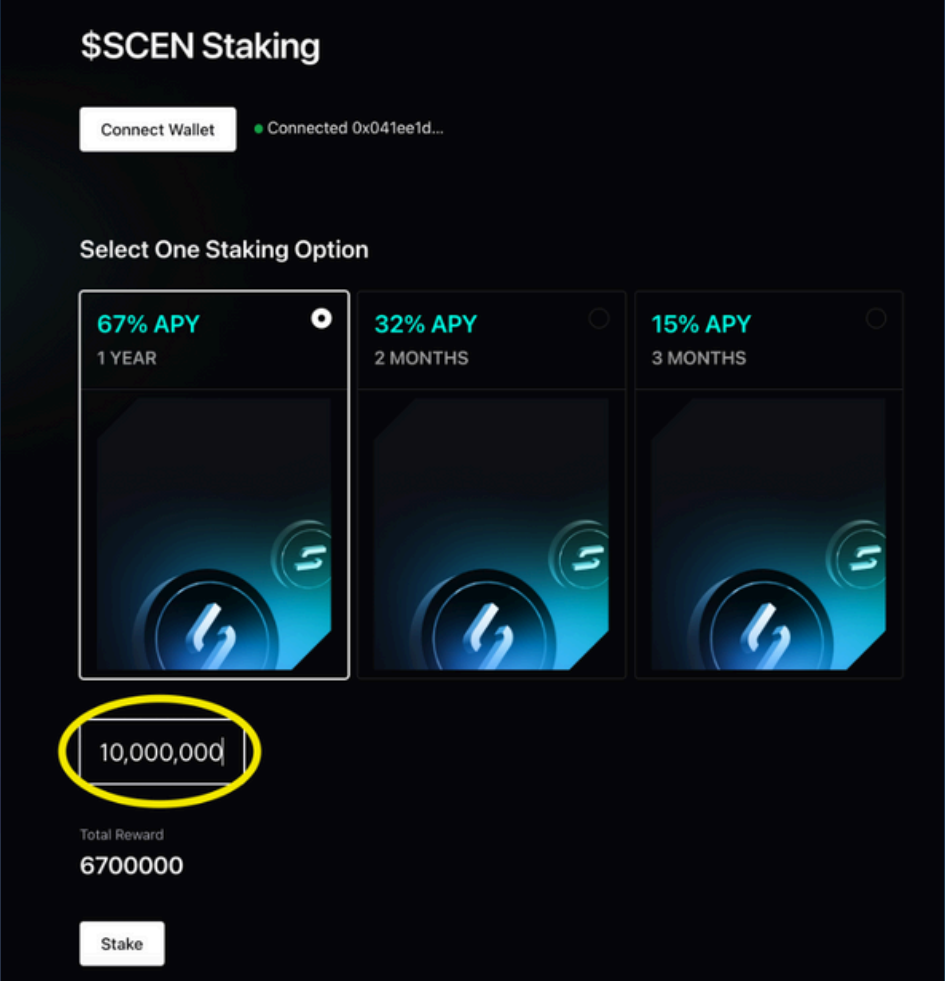 $SCEN Staking
Connect Wallet
Connected 0x041ee1d...
Select One Staking Option
67% APY
1 YEAR
32% APY
2 MONTHS
15% APY
3 MONTHS
10,000,000
Total Reward
6700000
Stake